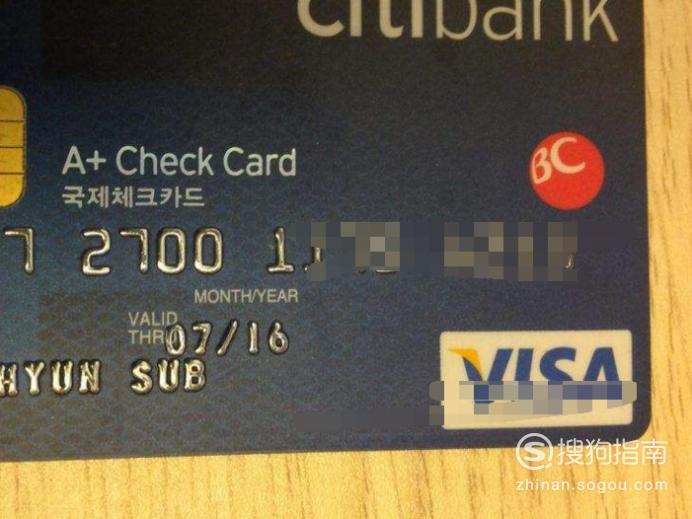 citibank
BC
A+ Check Card
국제체크카드
7 2700 1
MONTH/YEAR
VALID
THRU
07/16
HYUN SUB
VISA
搜狗指南
zhinan.sogou.com